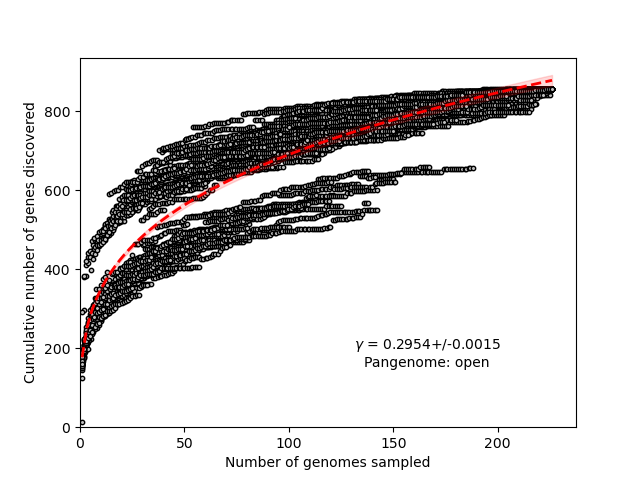 800
600
400
200
0
Cumulative number of genes discovered
γ = 0.2954+/-0.0015
Pangenome: open
0 50 100 150 200
Number of genomes sampled